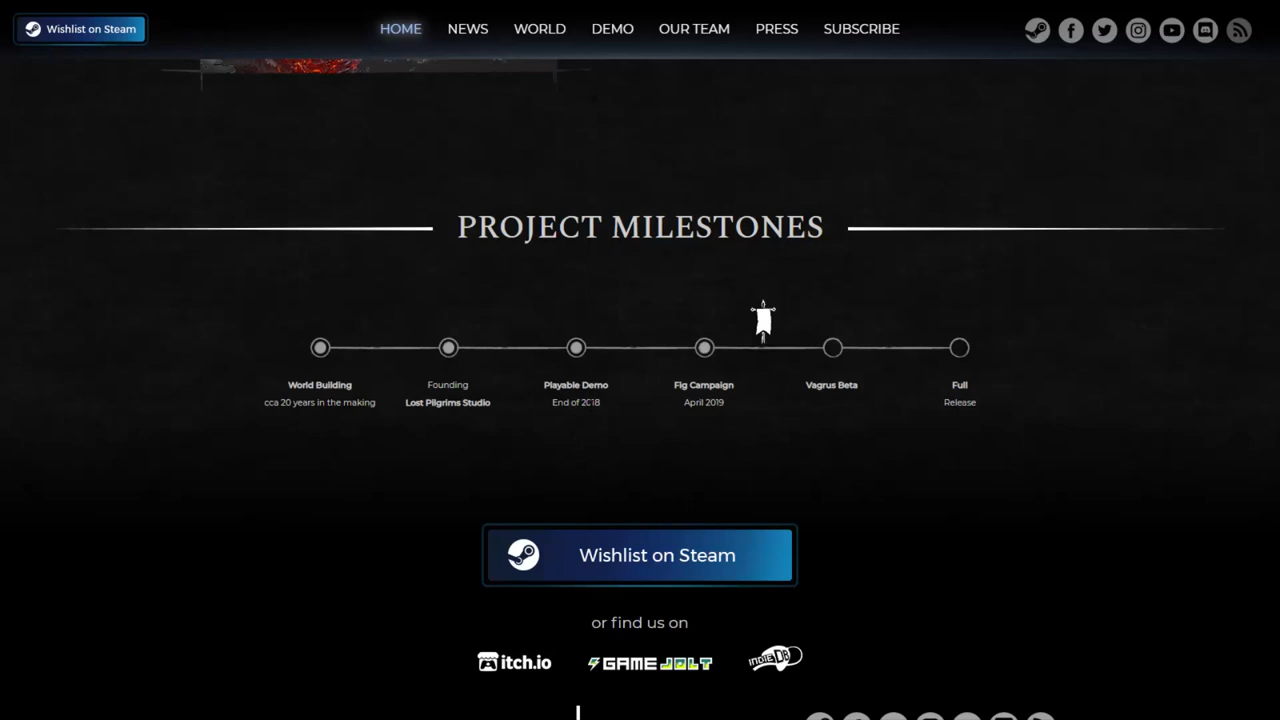 Wishlist on Steam
HOME NEWS WORLD DEMO OUR TEAM PRESS SUBSCRIBE
PROJECT MILESTONES
World Building Founding Playable Demo Fig Campaign Vagrus Beta Full
cca 20 years in the making Lost Pilgrims Studio End of 2018 April 2019 Release
Wishlist on Steam
or find us on
itch.io GAME JOLT indieDB